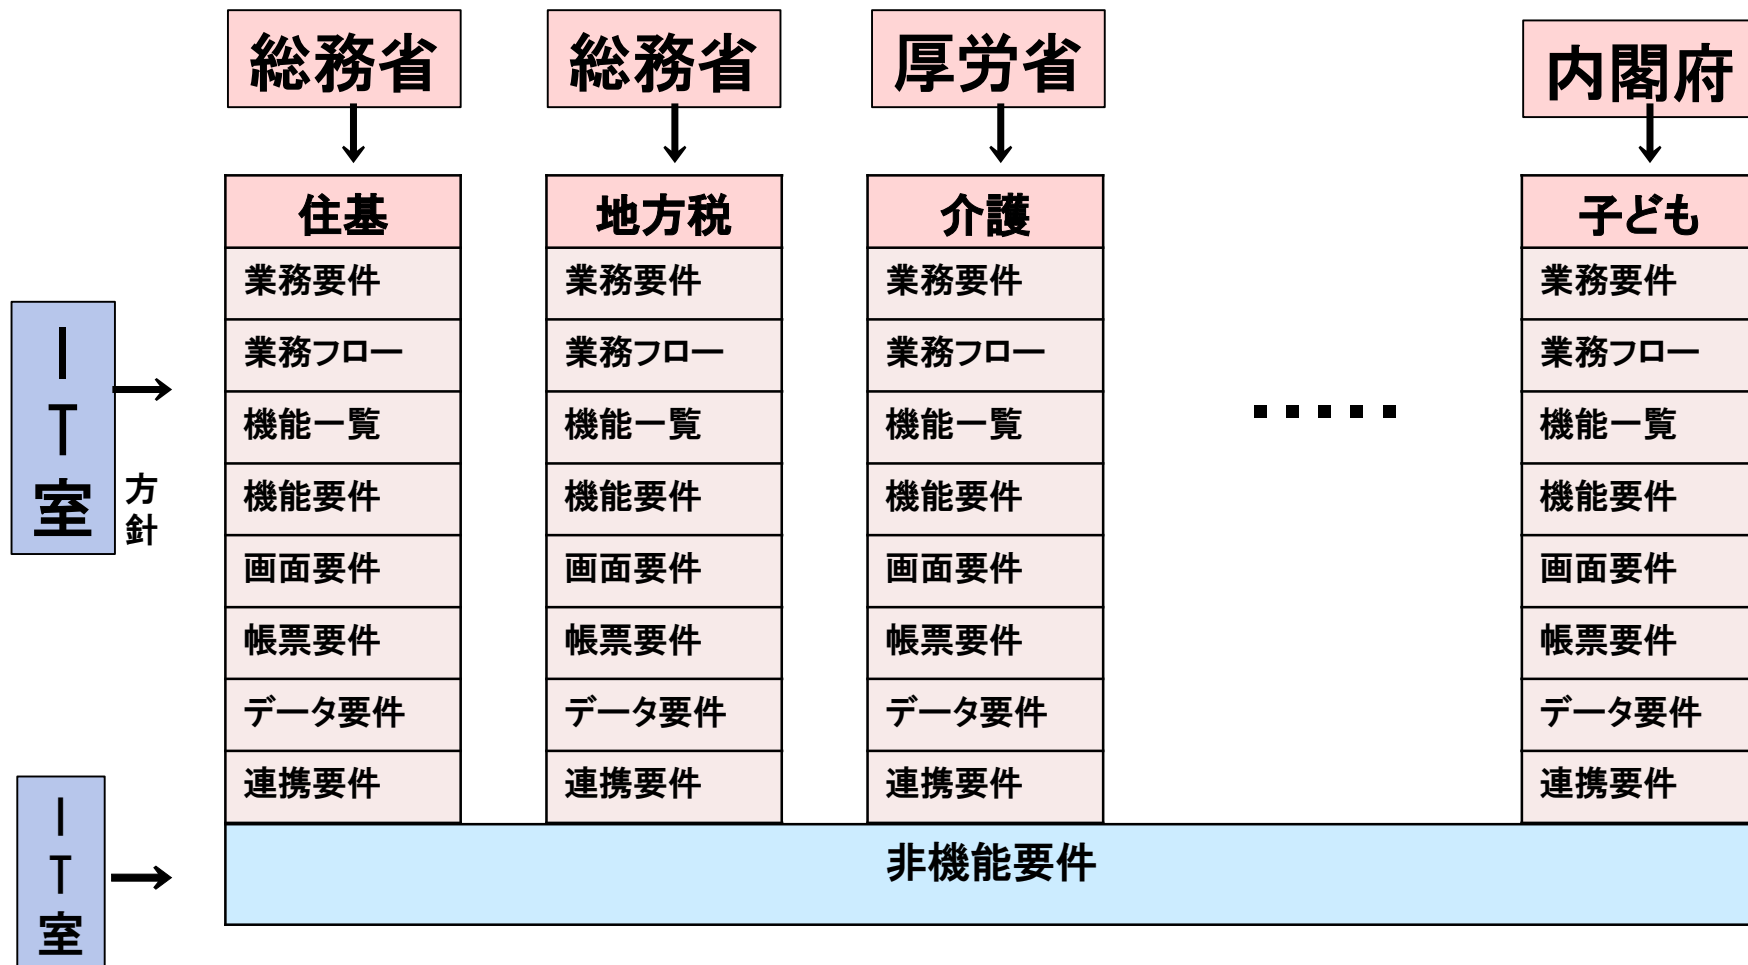 総務省
総務省
厚労省
内閣府
住基
地方税
介護
子ども
業務要件
業務要件
業務要件
業務要件
業務フロー
業務フロー
業務フロー
業務フロー
機能一覧
機能一覧
機能一覧
機能一覧
機能要件
機能要件
機能要件
機能要件
画面要件
画面要件
画面要件
画面要件
帳票要件
帳票要件
帳票要件
帳票要件
データ要件
データ要件
データ要件
データ要件
連携要件
連携要件
連携要件
連携要件
IT室
方針
・・・・・
IT室
非機能要件